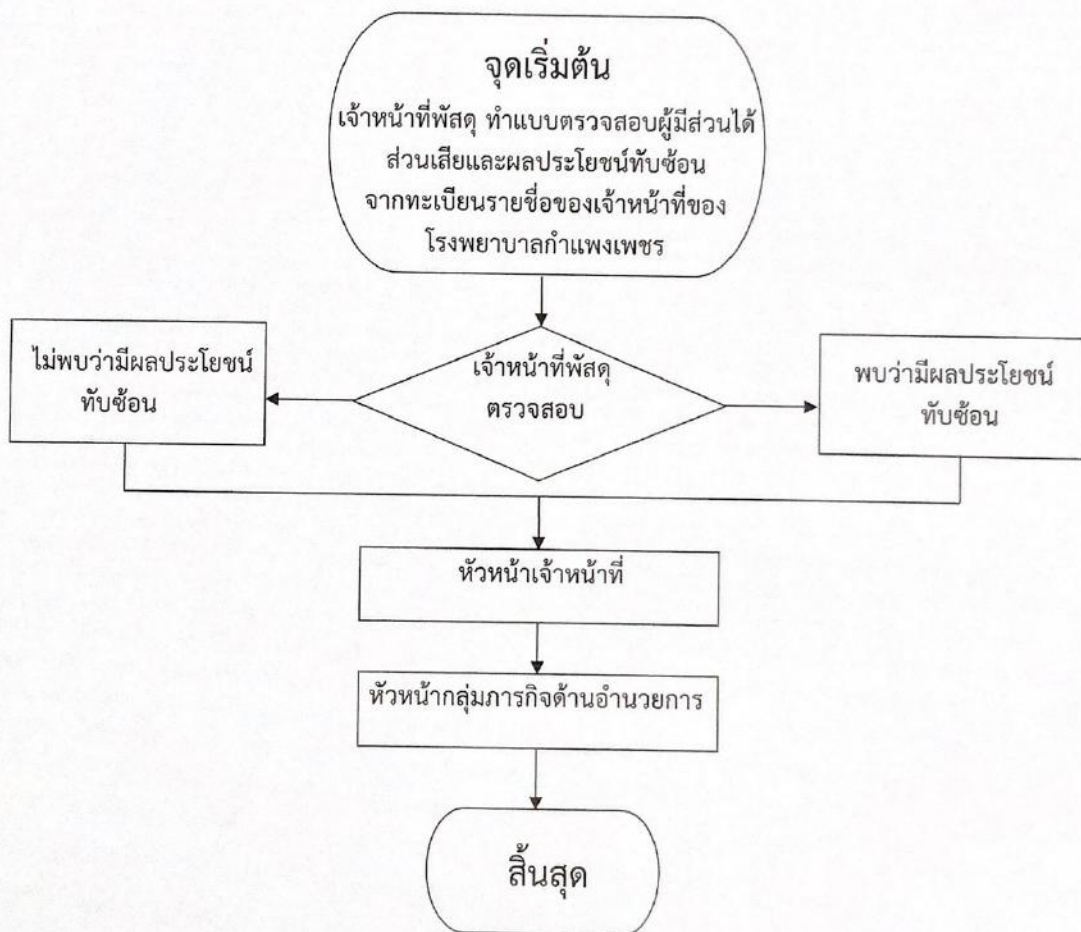 จุดเริ่มต้น
เจ้าหน้าที่พัสดุ ทำแบบตรวจสอบผู้มีส่วนได้
ส่วนเสียและผลประโยชน์ทับซ้อน
จากทะเบียนรายชื่อของเจ้าหน้าที่ของ
โรงพยาบาลกำแพงเพชร
ไม่พบว่ามีผลประโยชน์
ทับซ้อน
เจ้าหน้าที่พัสดุ
ตรวจสอบ
พบว่ามีผลประโยชน์
ทับซ้อน
หัวหน้าเจ้าหน้าที่
หัวหน้ากลุ่มภารกิจด้านอำนวยการ
สิ้นสุด